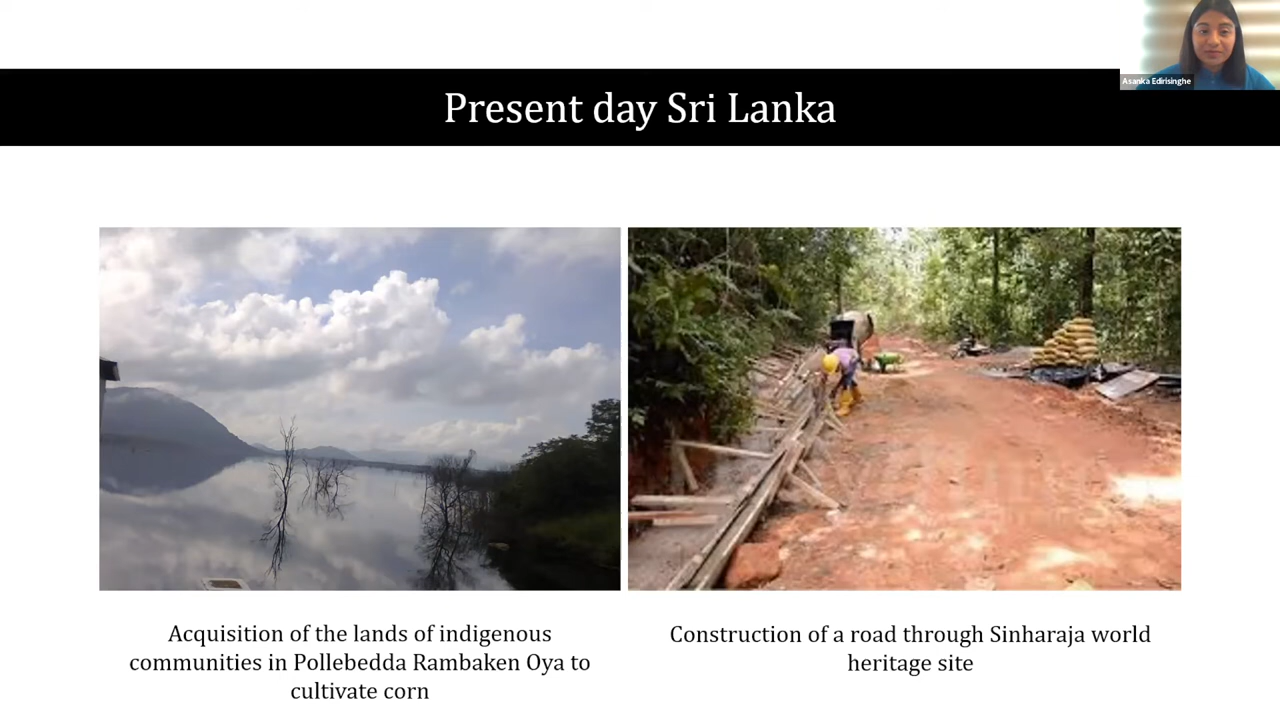 Asanka Edirisinghe
Present day Sri Lanka
Acquisition of the lands of indigenous
communities in Pollebedda Rambaken Oya to
cultivate corn
Construction of a road through Sinharaja world
heritage site